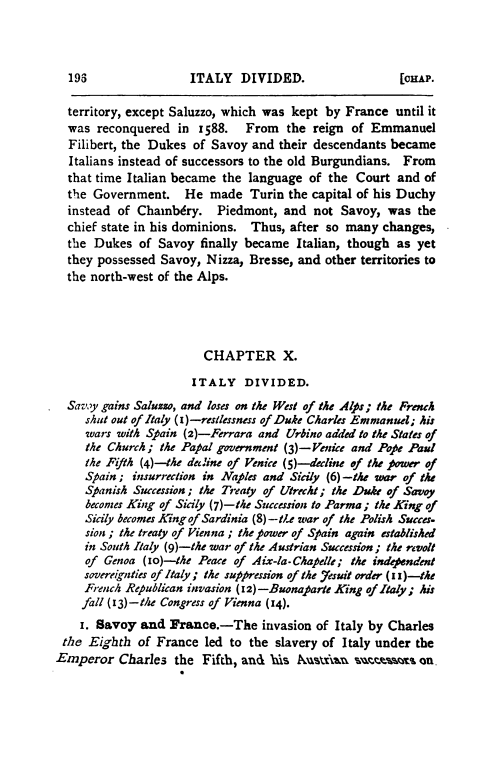 196 ITALY DIVIDED. [CHAP.
territory, except Saluzzo, which was kept by France until it
was reconquered in 1588. From the reign of Emmanuel
Filibert, the Dukes of Savoy and their descendants became
Italians instead of successors to the old Burgundians. From
that time Italian became the language of the Court and of
the Government. He made Turin the capital of his Duchy
instead of Chambéry. Piedmont, and not Savoy, was the
chief state in his dominions. Thus, after so many changes,
the Dukes of Savoy finally became Italian, though as yet
they possessed Savoy, Nizza, Bresse, and other territories to
the north-west of the Alps.
CHAPTER X.
ITALY DIVIDED.
Savoy gains Saluzzo, and loses on the West of the Alps; the French
shut out of Italy (1)—restlessness of Duke Charles Emmanuel; his
wars with Spain (2)—Ferrara and Urbino added to the States of
the Church; the Papal government (3)—Venice and Pope Paul
the Fifth (4)—the decline of Venice (5)—decline of the power of
Spain; insurrection in Naples and Sicily (6)—the war of the
Spanish Succession; the Treaty of Utrecht; the Duke of Savoy
becomes King of Sicily (7)—the Succession to Parma; the King of
Sicily becomes King of Sardinia (8)—the war of the Polish Succes-
sion; the treaty of Vienna; the power of Spain again established
in South Italy (9)—the war of the Austrian Succession; the revolt
of Genoa (10)—the Peace of Aix-la-Chapelle; the independent
sovereignties of Italy; the suppression of the Jesuit order (11)—the
French Republican invasion (12)—Buonaparte King of Italy; his
fall (13)—the Congress of Vienna (14).
1. Savoy and France.—The invasion of Italy by Charles
the Eighth of France led to the slavery of Italy under the
Emperor Charles the Fifth, and his Austrian successors on